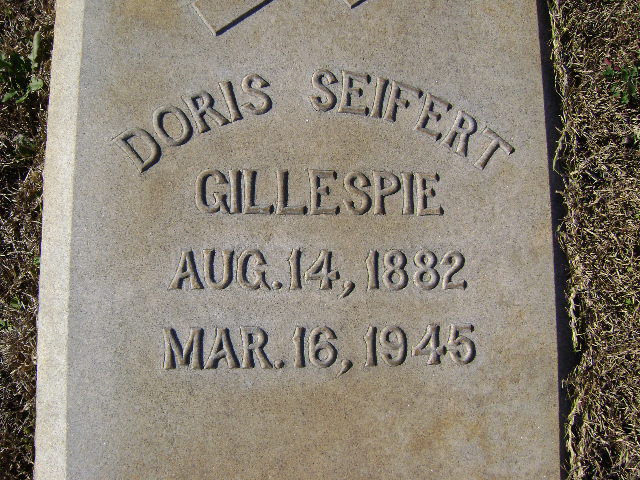 DORIS SEIFERT
GILLESPIE
AUG. 14, 1882
MAR. 16, 1945